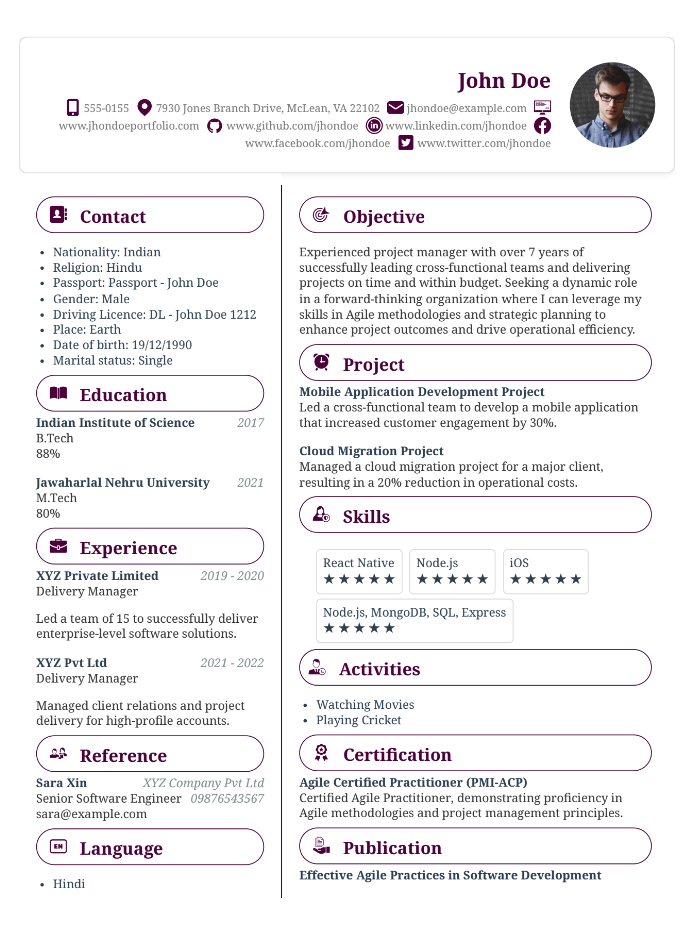 John Doe
555-0155 7930 Jones Branch Drive, McLean, VA 22102 jhondoe@example.com
www.jhondoeportfolio.com www.github.com/jhondoe www.linkedin.com/jhondoe
www.facebook.com/jhondoe www.twitter.com/jhondoe
Contact
• Nationality: Indian
• Religion: Hindu
• Passport: Passport - John Doe
• Gender: Male
• Driving Licence: DL - John Doe 1212
• Place: Earth
• Date of birth: 19/12/1990
• Marital status: Single
Education
Indian Institute of Science 2017
B.Tech
88%
Jawaharlal Nehru University 2021
M.Tech
80%
Experience
XYZ Private Limited 2019 - 2020
Delivery Manager
Led a team of 15 to successfully deliver
enterprise-level software solutions.
XYZ Pvt Ltd 2021 - 2022
Delivery Manager
Managed client relations and project
delivery for high-profile accounts.
Reference
Sara Xin XYZ Company Pvt Ltd
Senior Software Engineer 09876543567
sara@example.com
EN Language
• Hindi
Objective
Experienced project manager with over 7 years of
successfully leading cross-functional teams and delivering
projects on time and within budget. Seeking a dynamic role
in a forward-thinking organization where I can leverage my
skills in Agile methodologies and strategic planning to
enhance project outcomes and drive operational efficiency.
Project
Mobile Application Development Project
Led a cross-functional team to develop a mobile application
that increased customer engagement by 30%.
Cloud Migration Project
Managed a cloud migration project for a major client,
resulting in a 20% reduction in operational costs.
Skills
React Native Node.js iOS
★★★★★ ★★★★★ ★★★★★
Node.js, MongoDB, SQL, Express
★★★★★
Activities
• Watching Movies
• Playing Cricket
Certification
Agile Certified Practitioner (PMI-ACP)
Certified Agile Practitioner, demonstrating proficiency in
Agile methodologies and project management principles.
Publication
Effective Agile Practices in Software Development